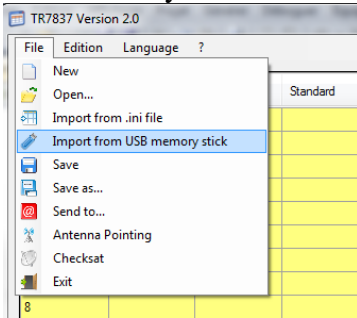 TR7837 Version 2.0
File Edition Language ?
New
Open...
Standard
Import from .ini file
Import from USB memory stick
Save
Save as...
Send to...
Antenna Pointing
Checksat
Exit
8